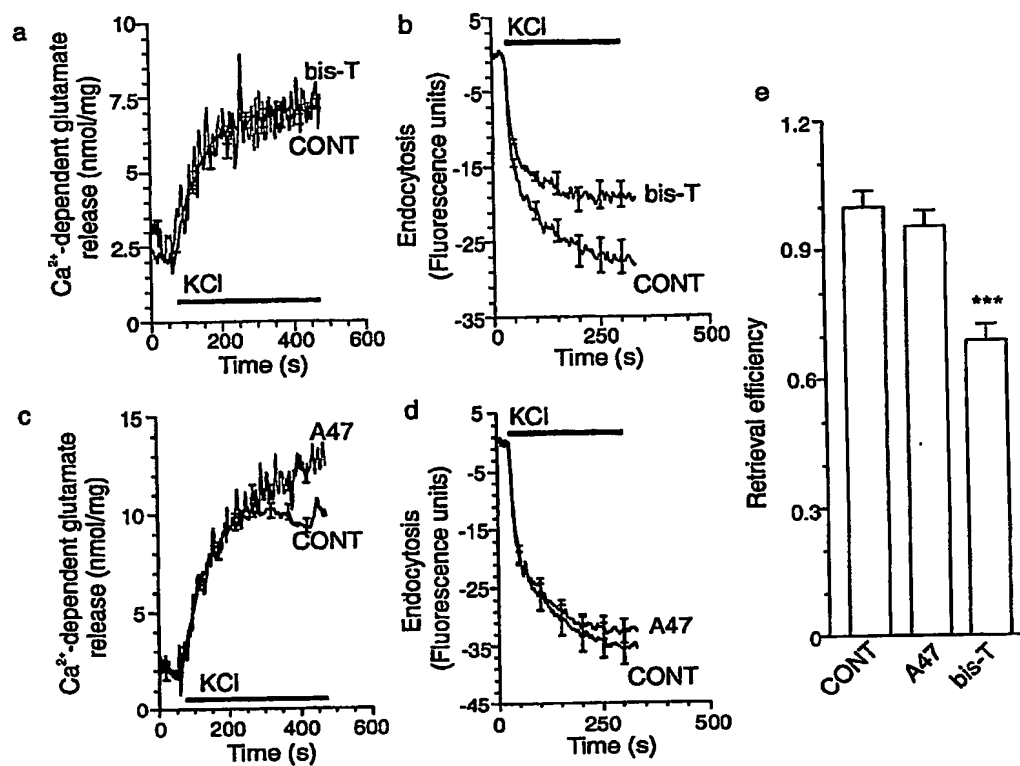 a
Ca²⁺-dependent glutamate
release (nmol/mg)
10
7.5
5
2.5
0
bis-T
CONT
KCl
0 200 400 600
Time (s)
b
Endocytosis
(Fluorescence units)
5
-5
-15
-25
-35
KCl
bis-T
CONT
0 250 500
Time (s)
c
Ca²⁺-dependent glutamate
release (nmol/mg)
15
10
5
0
A47
CONT
KCl
0 200 400 600
Time (s)
d
Endocytosis
(Fluorescence units)
5
-5
-15
-25
-35
-45
KCl
A47
CONT
0 250 500
Time (s)
e
Retrieval efficiency
1.2
0.9
0.6
0.3
0
***
CONT
A47
bis-T